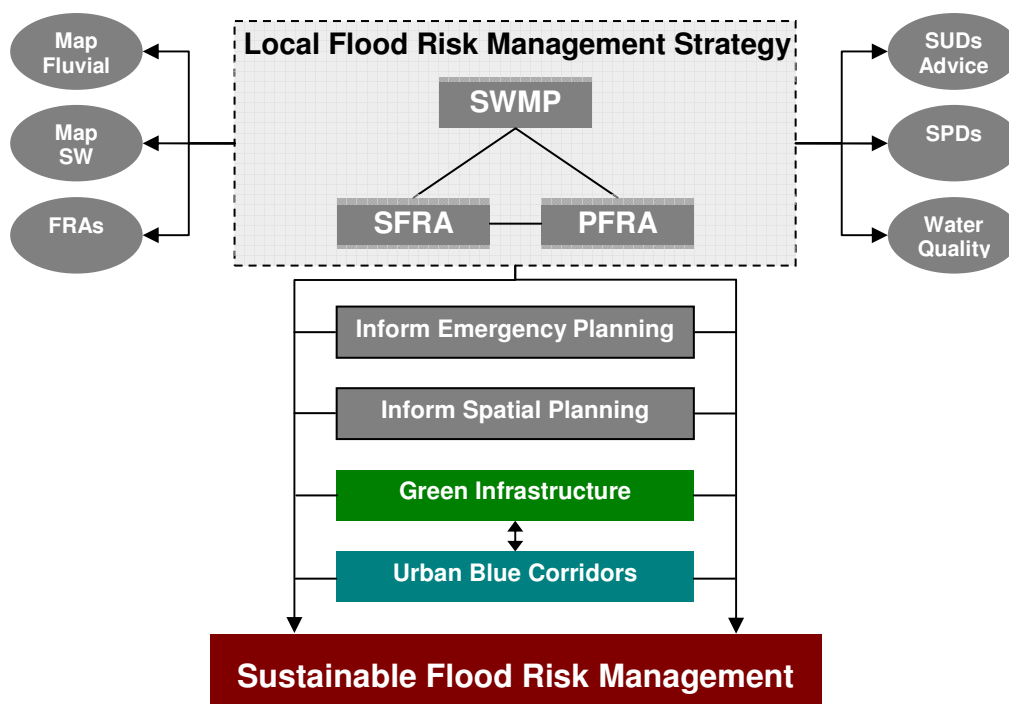 Local Flood Risk Management Strategy
Map
Fluvial
Map
SW
FRAs
SWMP
SFRA
PFRA
SUDs
Advice
SPDs
Water
Quality
Inform Emergency Planning
Inform Spatial Planning
Green Infrastructure
Urban Blue Corridors
Sustainable Flood Risk Management